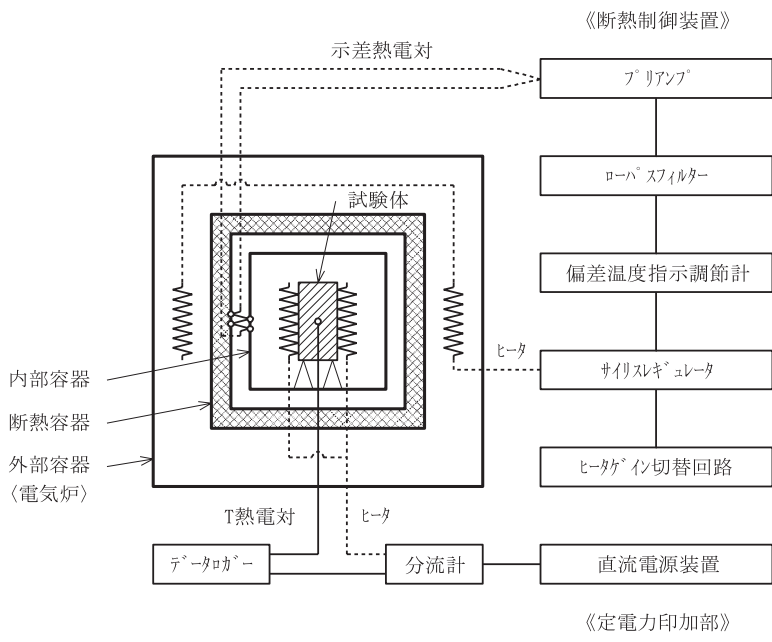 《断熱制御装置》
示差熱電対
プリアンプ
ローパスフィルター
試験体
偏差温度指示調節計
ヒータ
サイリスレギュレータ
内部容器
断熱容器
外部容器
〈電気炉〉
ヒータゲイン切替回路
T熱電対
ヒータ
データロガー
分流計
直流電源装置
《定電力印加部》